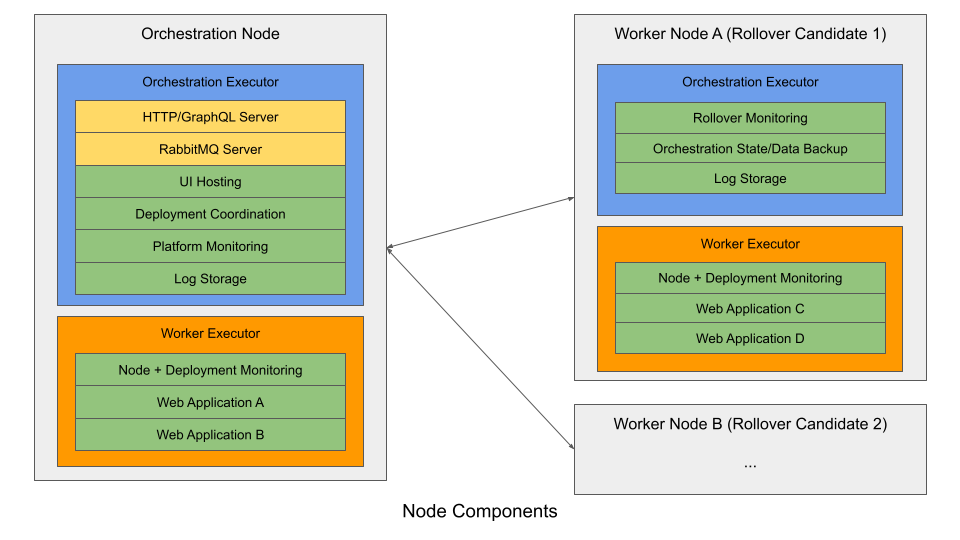 Orchestration Node
Orchestration Executor
HTTP/GraphQL Server
RabbitMQ Server
UI Hosting
Deployment Coordination
Platform Monitoring
Log Storage
Worker Executor
Node + Deployment Monitoring
Web Application A
Web Application B
Worker Node A (Rollover Candidate 1)
Orchestration Executor
Rollover Monitoring
Orchestration State/Data Backup
Log Storage
Worker Executor
Node + Deployment Monitoring
Web Application C
Web Application D
Worker Node B (Rollover Candidate 2)
...
Node Components